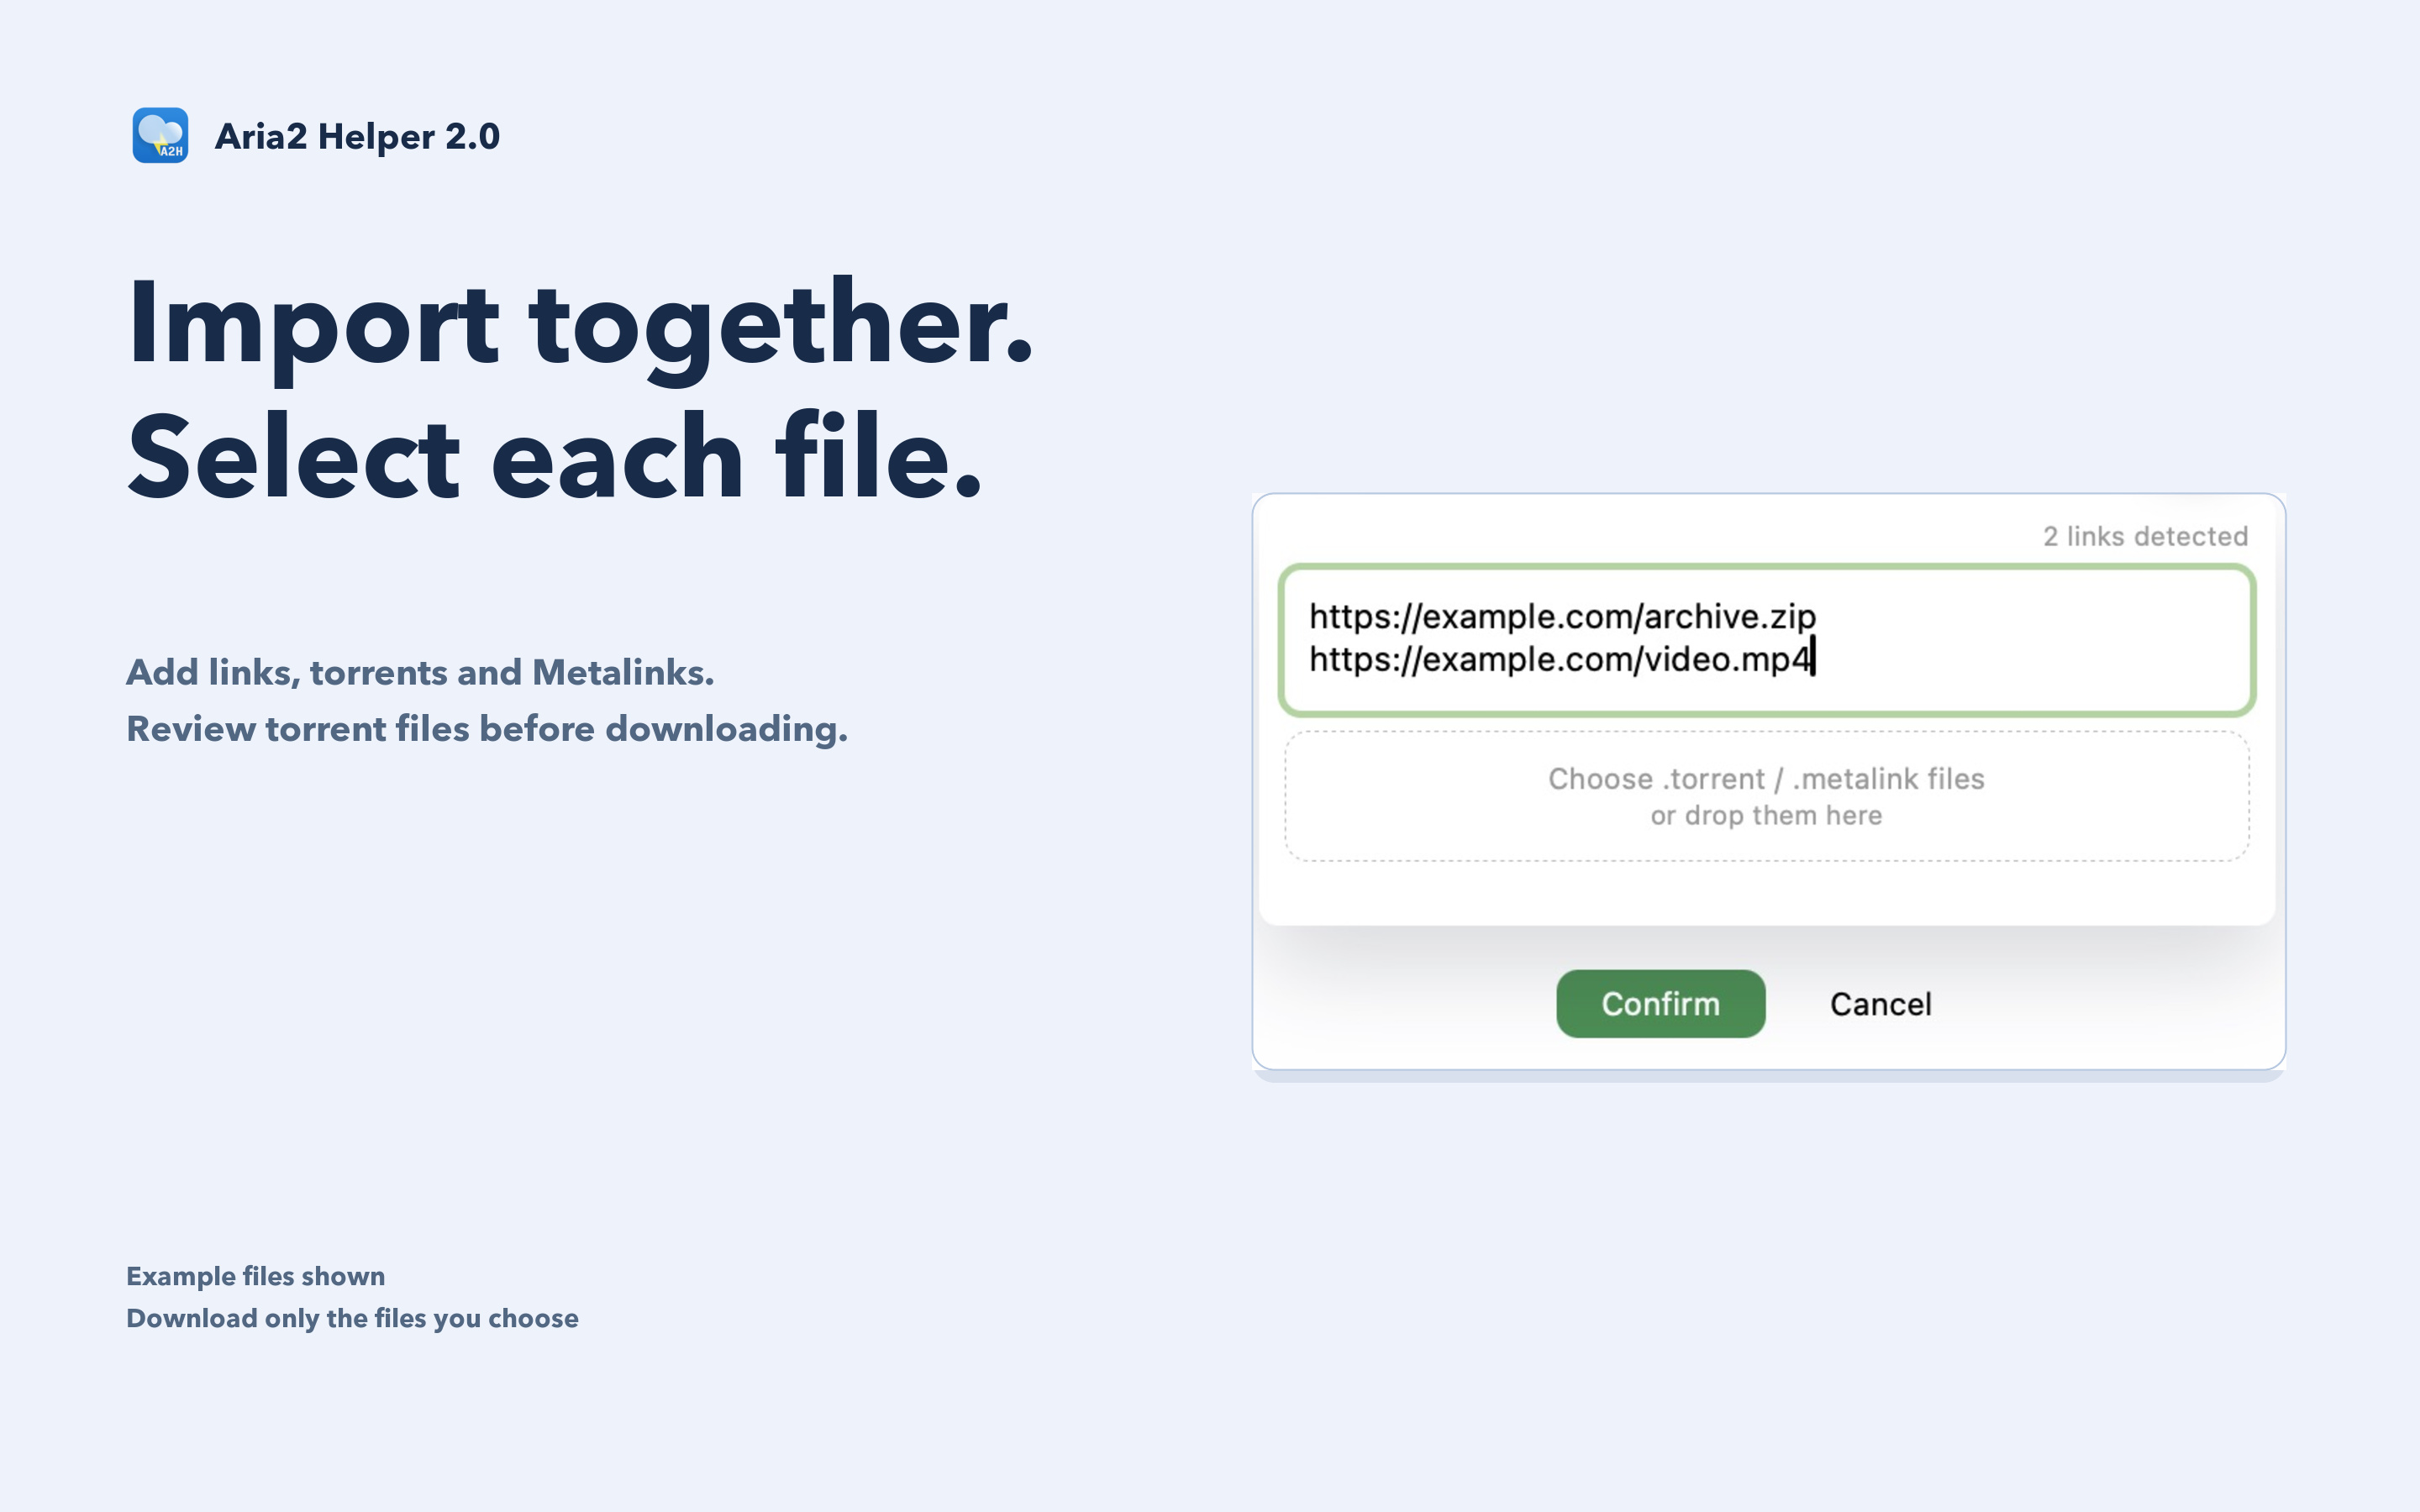 A2H
Aria2 Helper 2.0
Import together.
Select each file.
Add links, torrents and Metalinks.
Review torrent files before downloading.
Example files shown
Download only the files you choose
2 links detected
https://example.com/archive.zip
https://example.com/video.mp4
Choose .torrent / .metalink files
or drop them here
Confirm
Cancel